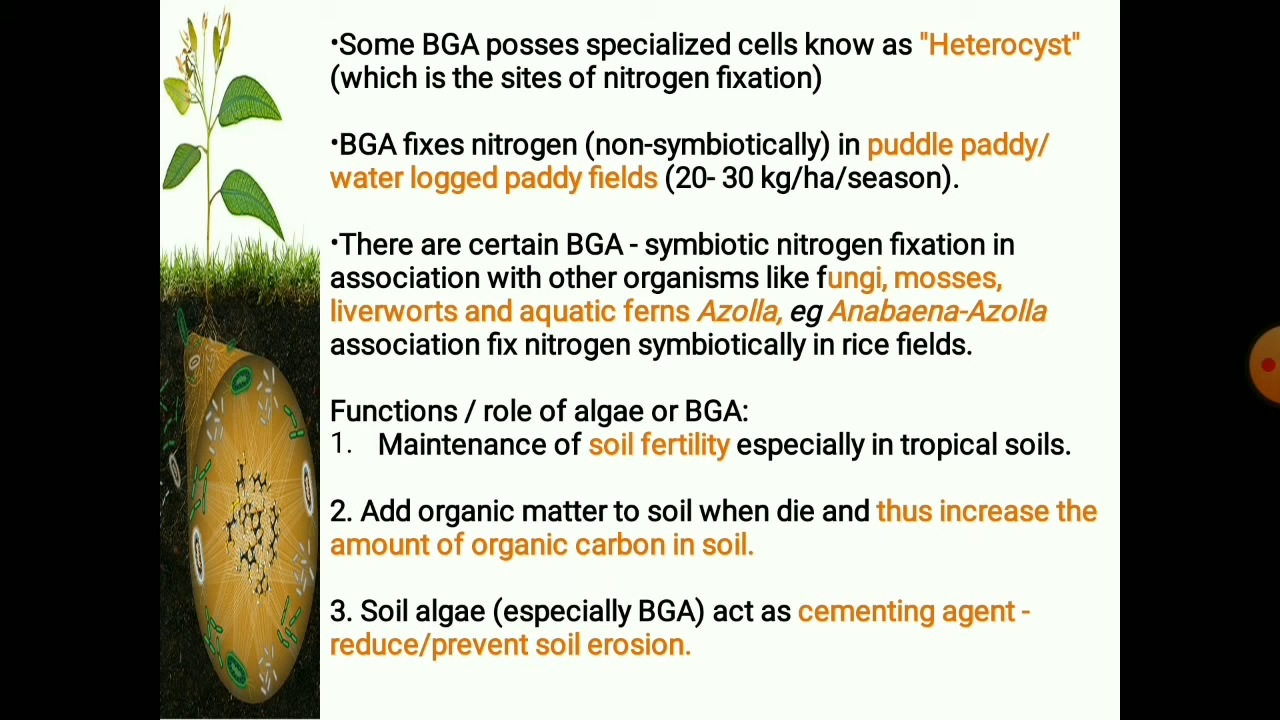 •Some BGA posses specialized cells know as "Heterocyst"
(which is the sites of nitrogen fixation)
•BGA fixes nitrogen (non-symbiotically) in puddle paddy/
water logged paddy fields (20- 30 kg/ha/season).
•There are certain BGA - symbiotic nitrogen fixation in
association with other organisms like fungi, mosses,
liverworts and aquatic ferns Azolla, eg Anabaena-Azolla
association fix nitrogen symbiotically in rice fields.
Functions / role of algae or BGA:
1. Maintenance of soil fertility especially in tropical soils.
2. Add organic matter to soil when die and thus increase the
amount of organic carbon in soil.
3. Soil algae (especially BGA) act as cementing agent -
reduce/prevent soil erosion.